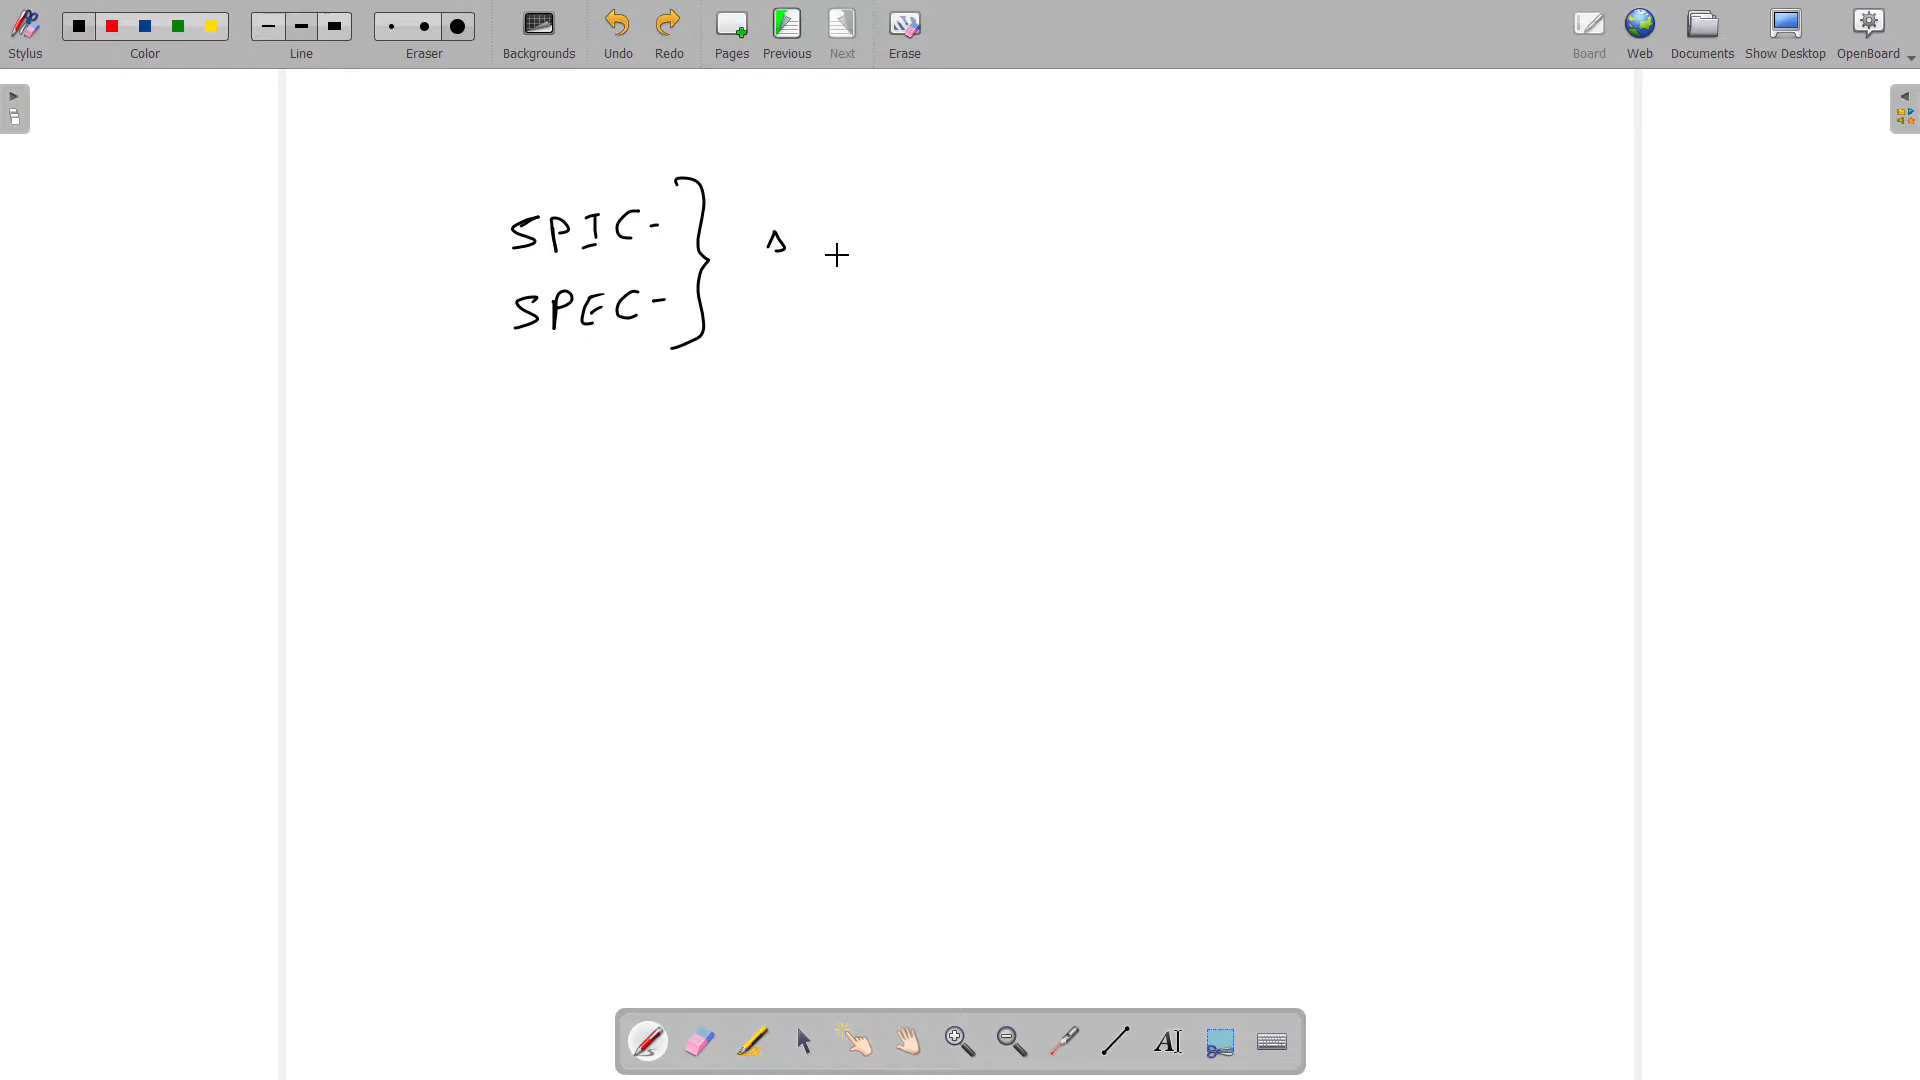 Stylus Color Line Eraser Backgrounds Undo Redo Pages Previous Next Erase Board Web Documents Show Desktop OpenBoard
SPIC-
s
SPEC-